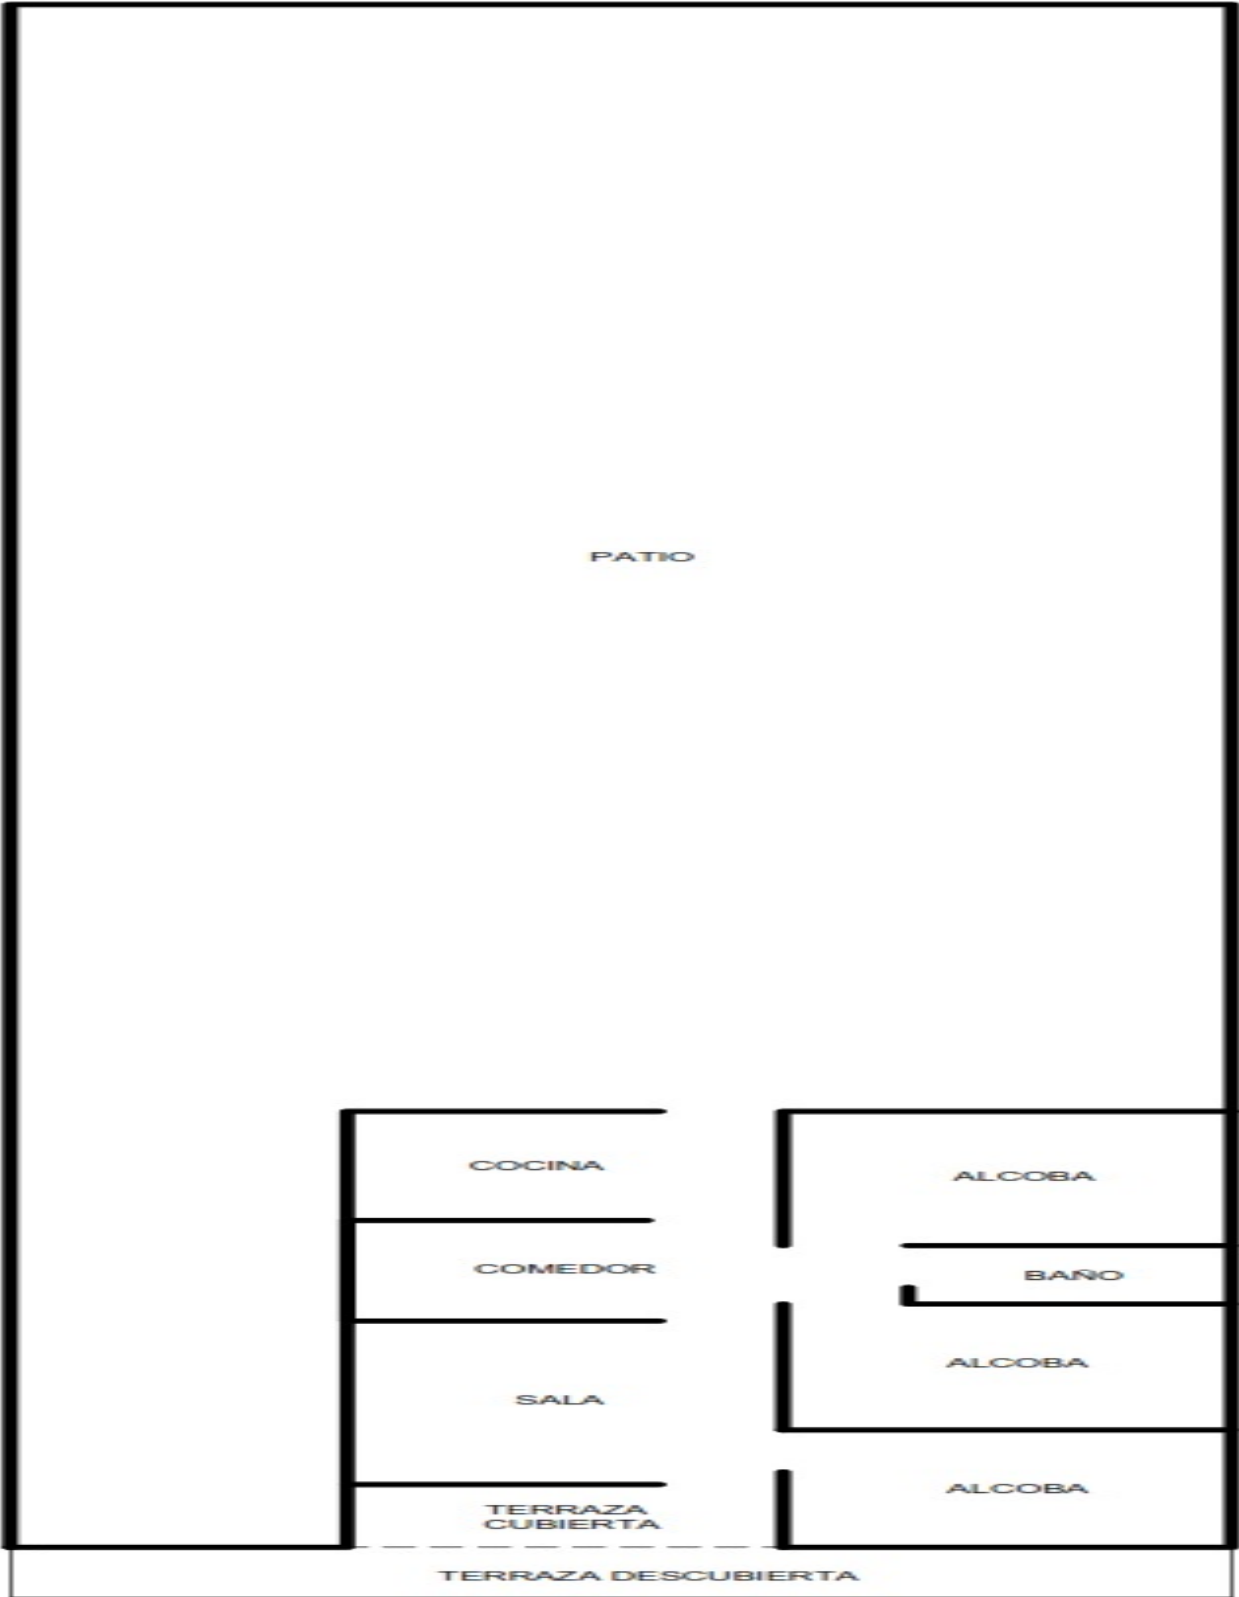 PATIO
COCINA
ALCOBA
COMEDOR
BAÑO
ALCOBA
SALA
ALCOBA
TERRAZA
CUBIERTA
TERRAZA DESCUBIERTA